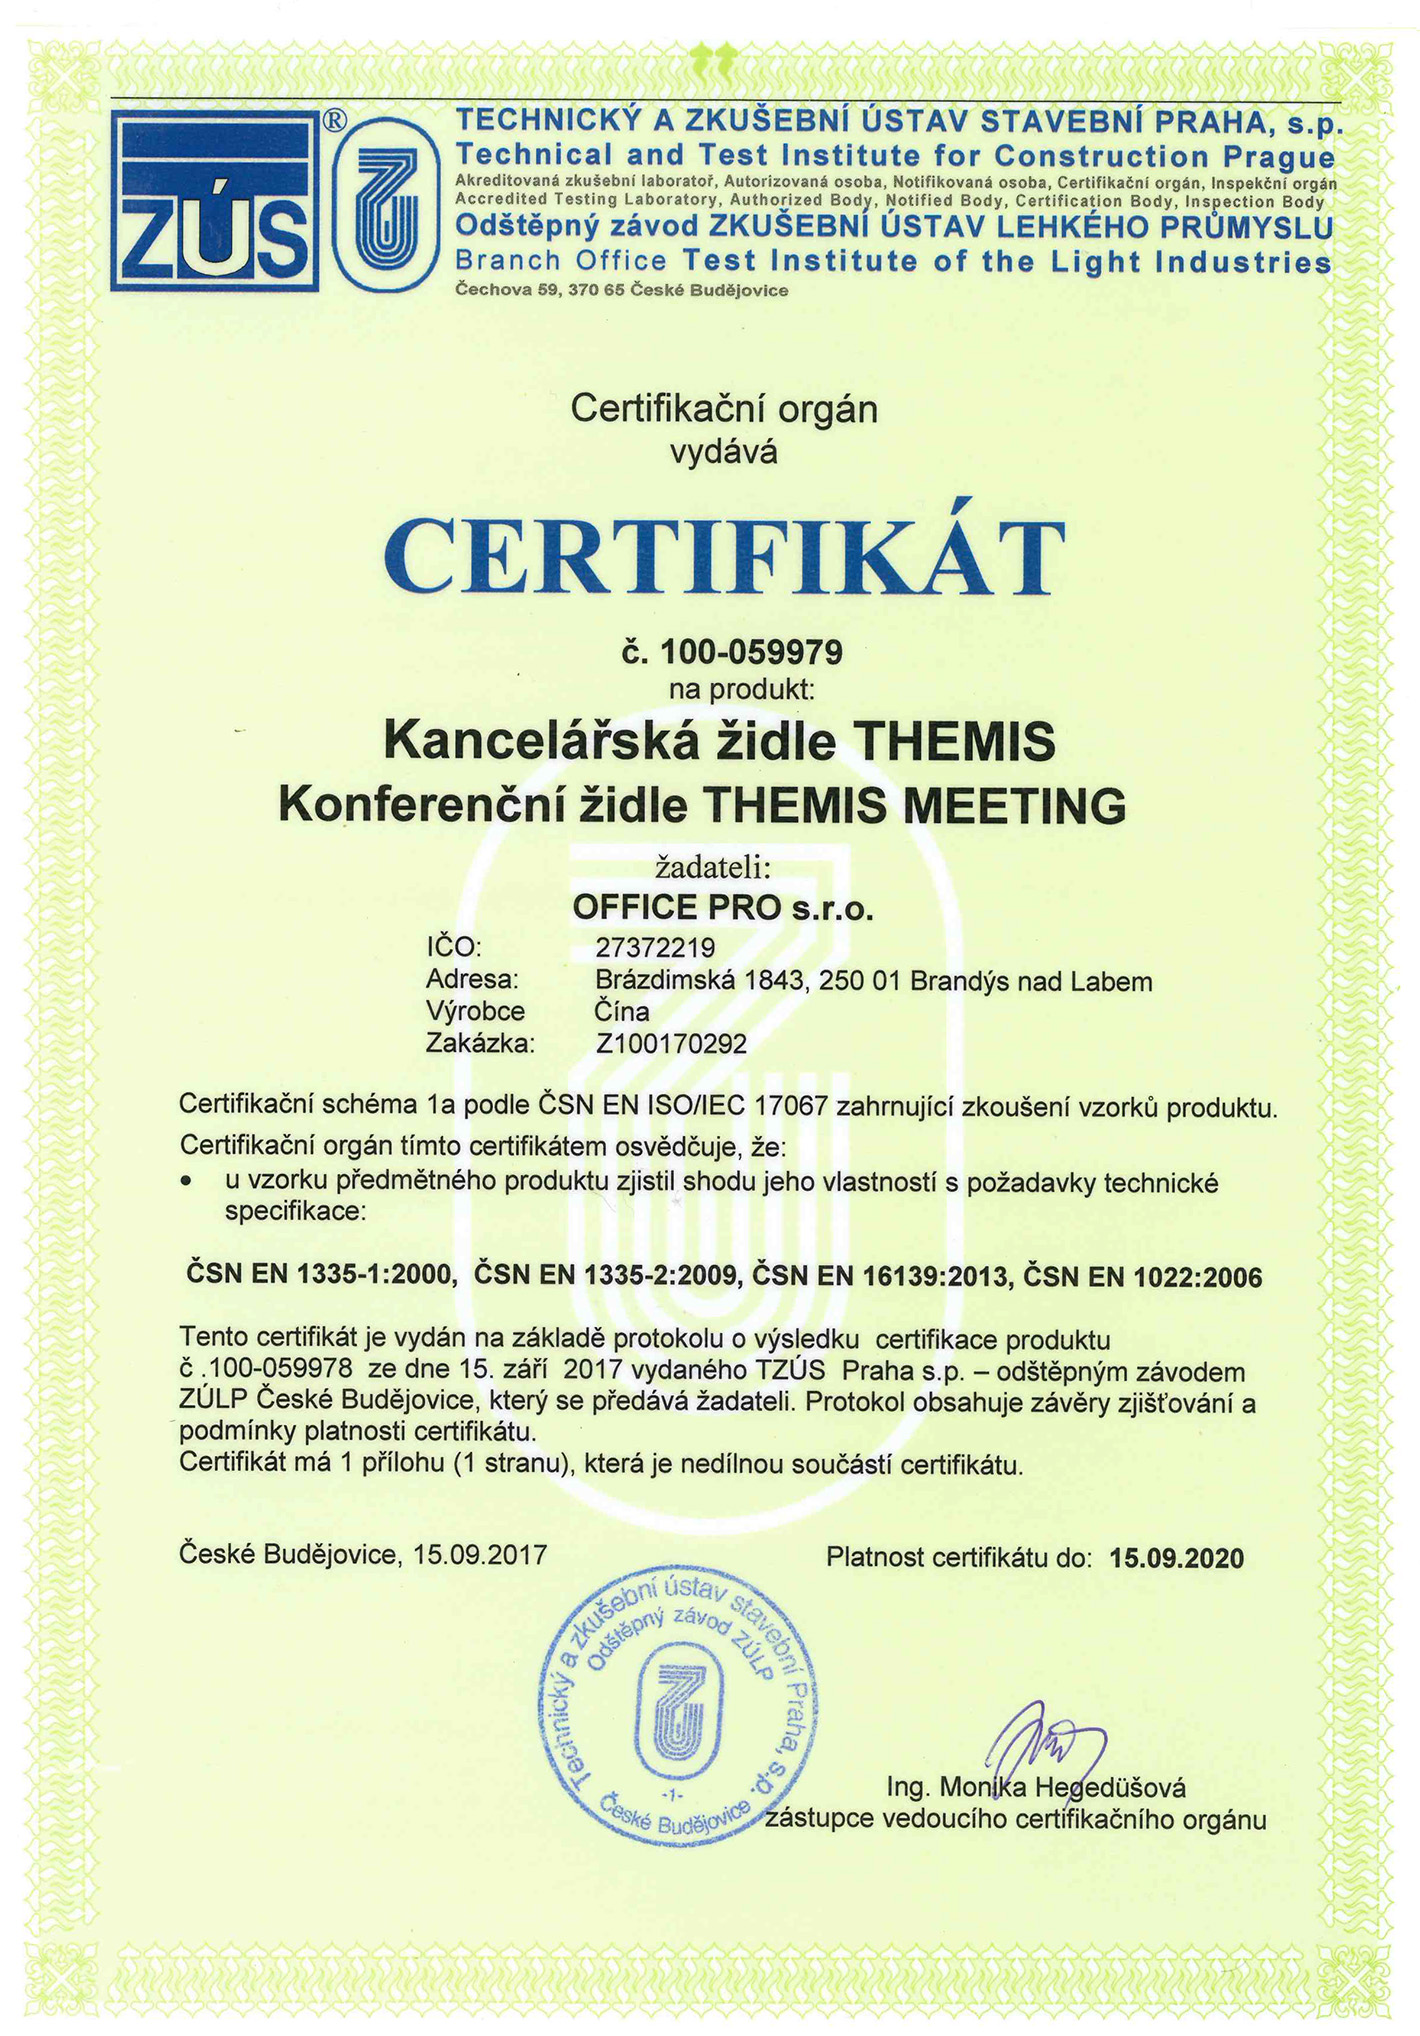 TECHNICKÝ A ZKUŠEBNÍ ÚSTAV STAVEBNÍ PRAHA, s.p.
Technical and Test Institute for Construction Prague
Akreditovaná zkušební laboratoř, Autorizovaná osoba, Notifikovaná osoba, Certifikační orgán, Inspekční orgán
Accredited Testing Laboratory, Authorized Body, Notified Body, Certification Body, Inspection Body
Odštěpný závod ZKUŠEBNÍ ÚSTAV LEHKÉHO PRŮMYSLU
Branch Office Test Institute of the Light Industries
Čechova 59, 370 65 České Budějovice
ZÚS ®
Certifikační orgán
vydává
CERTIFIKÁT
č. 100-059979
na produkt:
Kancelářská židle THEMIS
Konferenční židle THEMIS MEETING
žadateli:
OFFICE PRO s.r.o.
IČO: 27372219
Adresa: Brázdimská 1843, 250 01 Brandýs nad Labem
Výrobce Čína
Zakázka: Z100170292
Certifikační schéma 1a podle ČSN EN ISO/IEC 17067 zahrnující zkoušení vzorků produktu.
Certifikační orgán tímto certifikátem osvědčuje, že:
• u vzorku předmětného produktu zjistil shodu jeho vlastností s požadavky technické
specifikace:
ČSN EN 1335-1:2000, ČSN EN 1335-2:2009, ČSN EN 16139:2013, ČSN EN 1022:2006
Tento certifikát je vydán na základě protokolu o výsledku certifikace produktu
č .100-059978 ze dne 15. září 2017 vydaného TZÚS Praha s.p. – odštěpným závodem
ZÚLP České Budějovice, který se předává žadateli. Protokol obsahuje závěry zjišťování a
podmínky platnosti certifikátu.
Certifikát má 1 přílohu (1 stranu), která je nedílnou součástí certifikátu.
České Budějovice, 15.09.2017
Platnost certifikátu do: 15.09.2020
Technický a zkušební ústav stavební Praha, s.p.
Odštěpný závod ZÚLP
-1-
České Budějovice
Ing. Monika Hegedüšová
zástupce vedoucího certifikačního orgánu